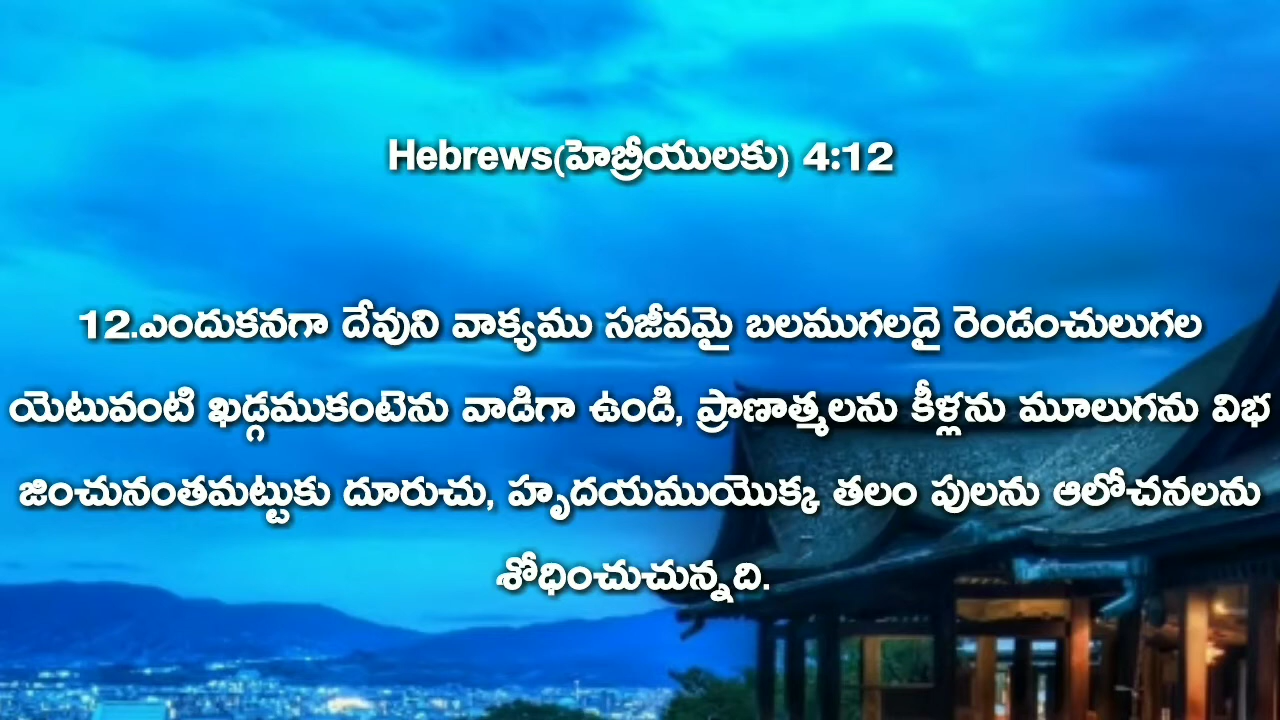 Hebrews(హెబ్రీయులకు) 4:12
12.ఎందుకనగా దేవుని వాక్యము సజీవమై బలముగలదై రెండంచులుగల
యెటువంటి ఖడ్గముకంటెను వాడిగా ఉండి, ప్రాణాత్మలను కీళ్లను మూలుగను విభ
జించునంతమట్టుకు దూరుచు, హృదయముయొక్క తలం పులను ఆలోచనలను
శోధించుచున్నది.